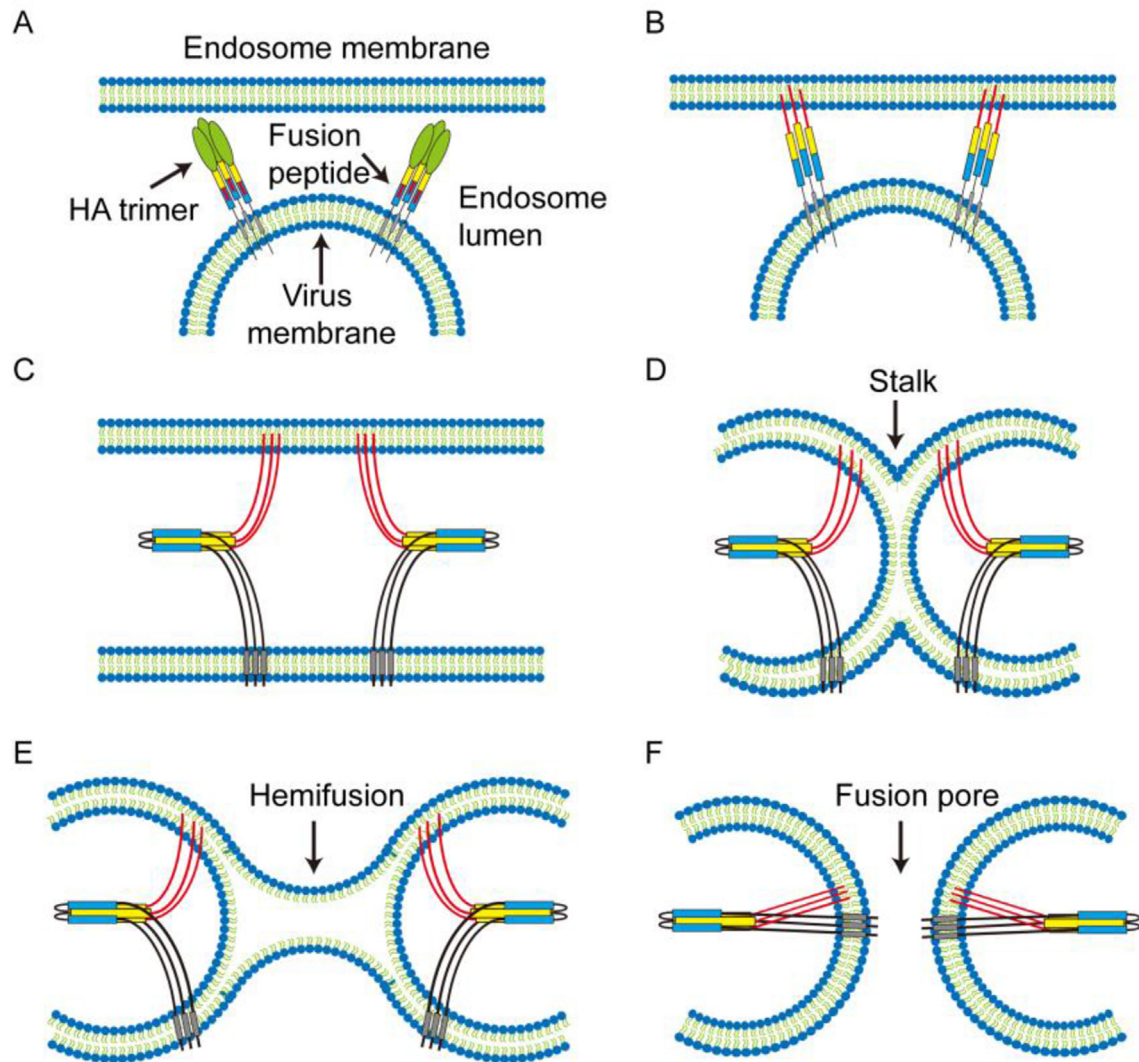 A
Endosome membrane
Fusion
peptide
HA trimer
Endosome
lumen
Virus
membrane
B
C
D
Stalk
E
Hemifusion
F
Fusion pore